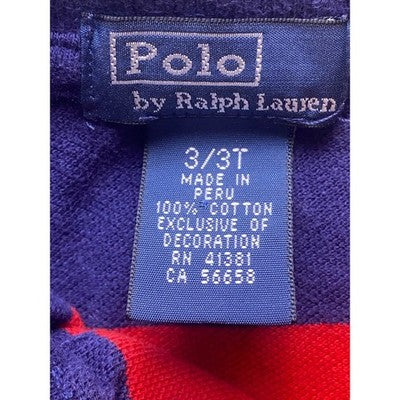 Polo
by Ralph Lauren
3/3T
MADE IN
PERU
100% COTTON
EXCLUSIVE OF
DECORATION
RN 41381
CA 56658